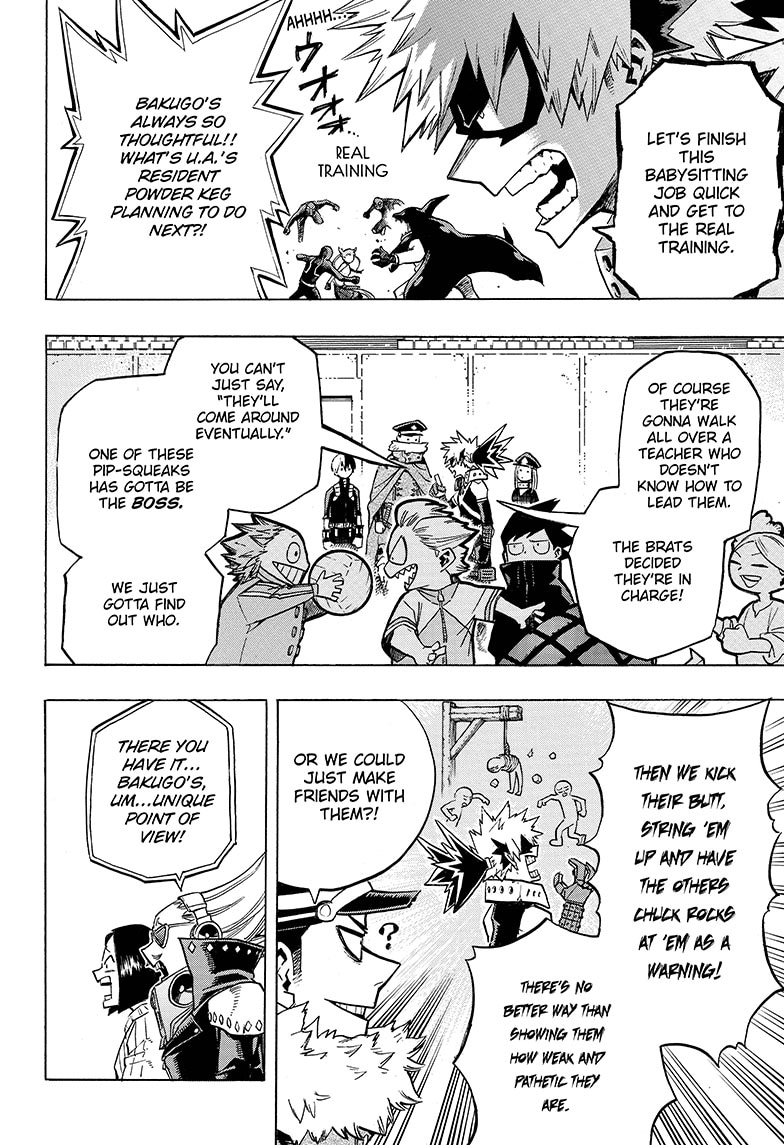 LET'S FINISH
THIS
BABYSITTING
JOB QUICK
AND GET TO
THE REAL
TRAINING.
AHHHH...
ウオオオ…
REAL
TRAINING
BAKUGO'S
ALWAYS SO
THOUGHTFUL!!
WHAT'S U.A.'S
RESIDENT
POWDER KEG
PLANNING TO DO
NEXT?!
OF COURSE
THEY'RE
GONNA WALK
ALL OVER A
TEACHER WHO
DOESN'T
KNOW HOW TO
LEAD THEM.
THE BRATS
DECIDED
THEY'RE IN
CHARGE!
YOU CAN'T
JUST SAY,
"THEY'LL
COME AROUND
EVENTUALLY."
ONE OF THESE
PIP-SQUEAKS
HAS GOTTA BE
THE BOSS.
WE JUST
GOTTA FIND
OUT WHO.
THEN WE KICK
THEIR BUTT,
STRING 'EM
UP AND HAVE
THE OTHERS
CHUCK ROCKS
AT 'EM AS A
WARNING!
THERE'S NO
BETTER WAY THAN
SHOWING THEM
HOW WEAK AND
PATHETIC THEY
ARE.
OR WE COULD
JUST MAKE
FRIENDS WITH
THEM?!
?
THERE YOU
HAVE IT...
BAKUGO'S,
UM...UNIQUE
POINT OF
VIEW!